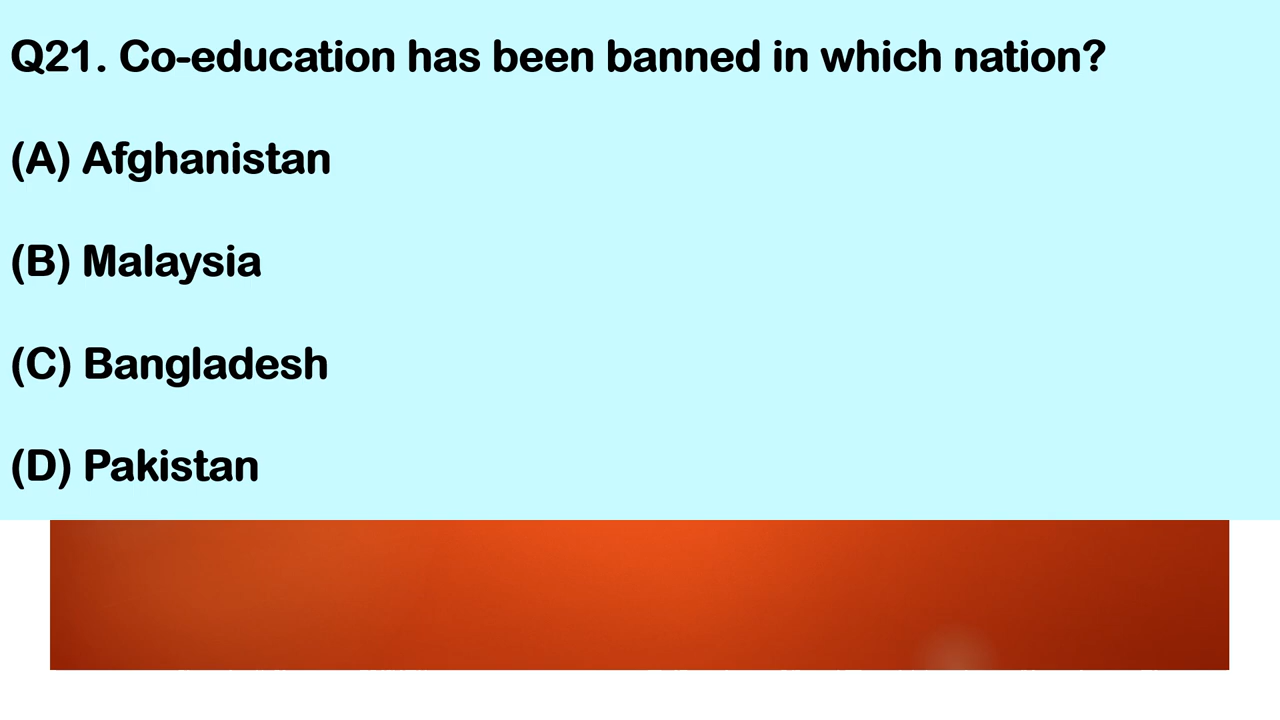 Q21. Co-education has been banned in which nation?
(A) Afghanistan
(B) Malaysia
(C) Bangladesh
(D) Pakistan